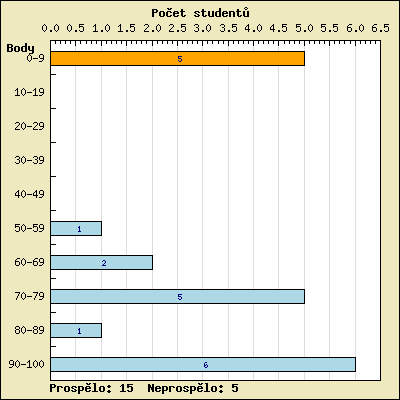 Počet studentů
0.0 0.5 1.0 1.5 2.0 2.5 3.0 3.5 4.0 4.5 5.0 5.5 6.0 6.5
Body
0-9 5
10-19
20-29
30-39
40-49
50-59 1
60-69 2
70-79 5
80-89 1
90-100 6
Prospělo: 15 Neprospělo: 5